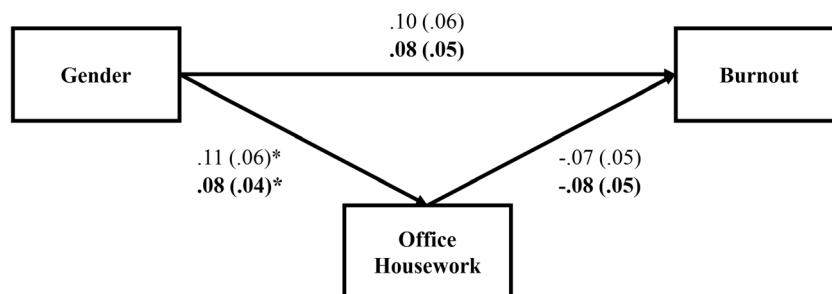 .10 (.06)
.08 (.05)
Gender
Burnout
.11 (.06)*
.08 (.04)*
-.07 (.05)
-.08 (.05)
Office
Housework